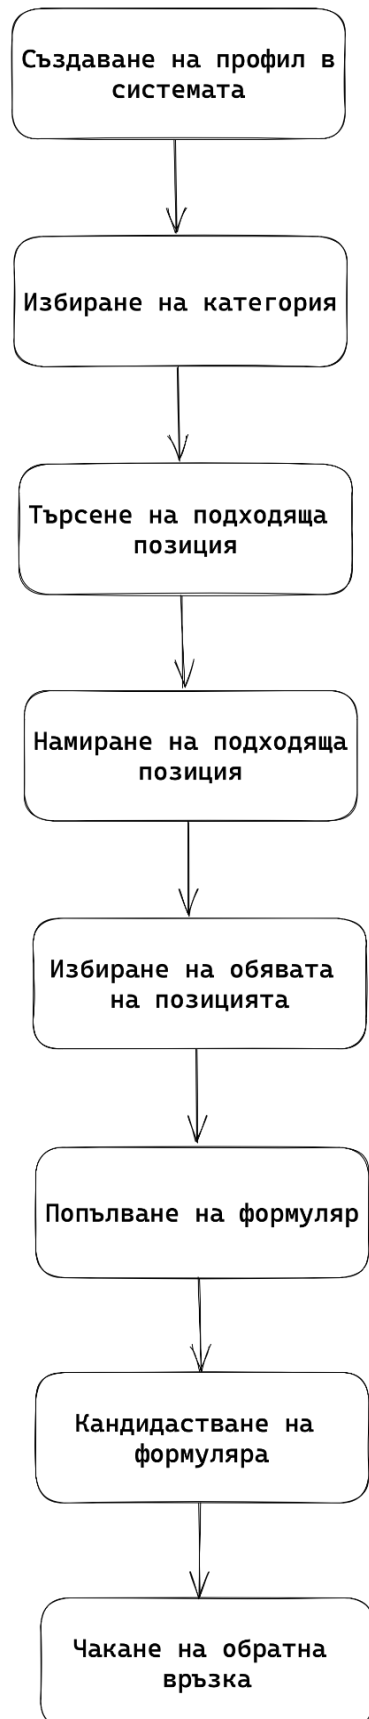 Създаване на профил в
системата
Избиране на категория
Търсене на подходяща
позиция
Намиране на подходяща
позиция
Избиране на обявата
на позицията
Попълване на формуляр
Кандидастване на
формуляра
Чакане на обратна
връзка